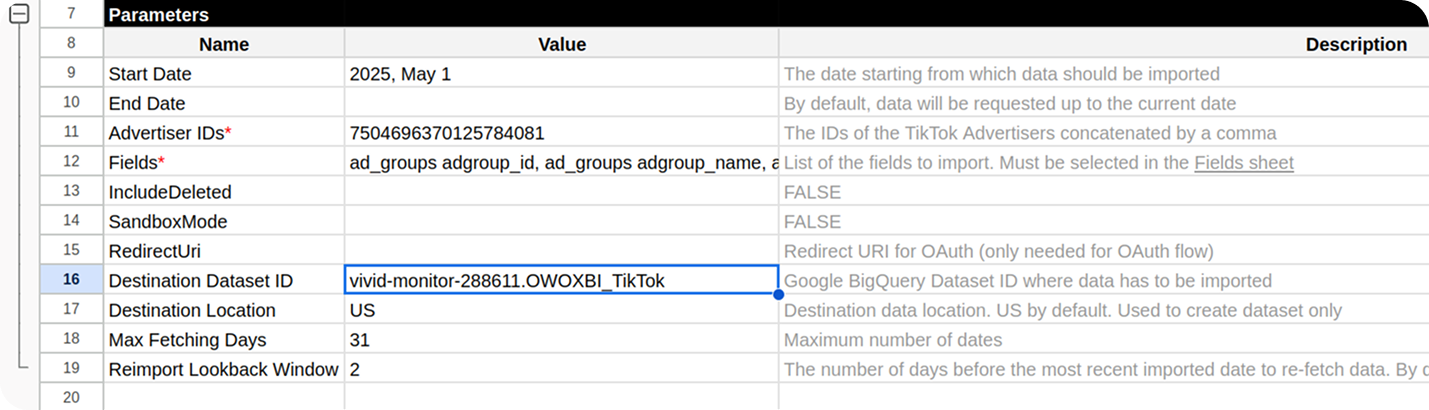 7 Parameters
8 Name Value Description
9 Start Date 2025, May 1 The date starting from which data should be imported
10 End Date By default, data will be requested up to the current date
11 Advertiser IDs* 7504696370125784081 The IDs of the TikTok Advertisers concatenated by a comma
12 Fields* ad_groups adgroup_id, ad_groups adgroup_name, a List of the fields to import. Must be selected in the Fields sheet
13 IncludeDeleted FALSE
14 SandboxMode FALSE
15 RedirectUri Redirect URI for OAuth (only needed for OAuth flow)
16 Destination Dataset ID vivid-monitor-288611.OWOXBI_TikTok Google BigQuery Dataset ID where data has to be imported
17 Destination Location US Destination data location. US by default. Used to create dataset only
18 Max Fetching Days 31 Maximum number of dates
19 Reimport Lookback Window 2 The number of days before the most recent imported date to re-fetch data. By
20